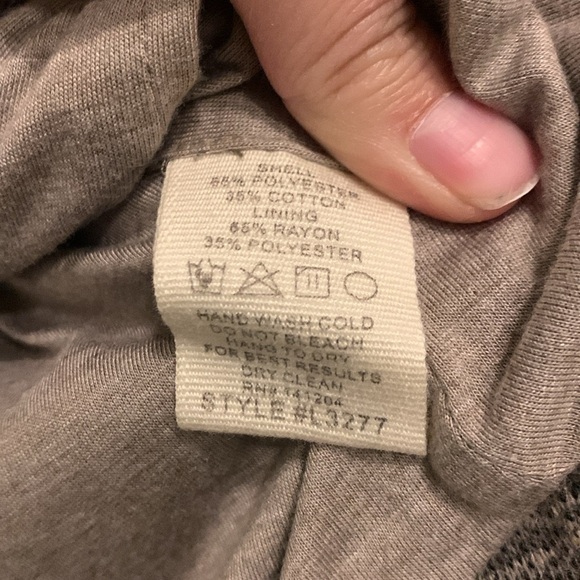 SHELL
65% POLYESTER
35% COTTON
LINING
65% RAYON
35% POLYESTER
HAND WASH COLD
DO NOT BLEACH
HANG TO DRY
FOR BEST RESULTS
DRY CLEAN
RN# 141264
STYLE #L3277